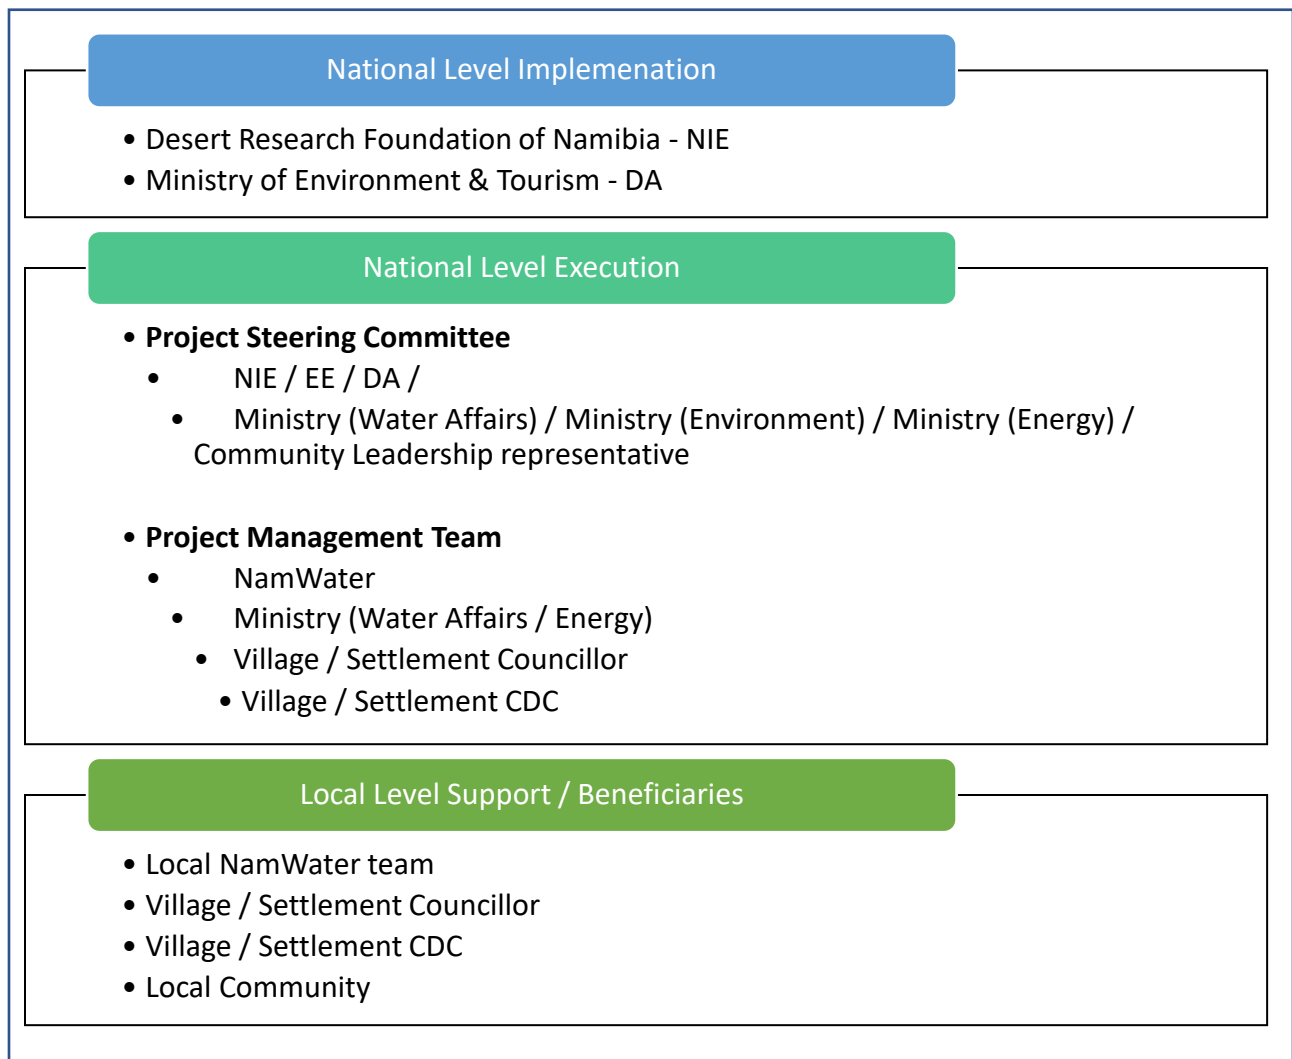 National Level Implemenation
• Desert Research Foundation of Namibia - NIE
• Ministry of Environment & Tourism - DA
National Level Execution
• Project Steering Committee
• NIE / EE / DA /
• Ministry (Water Affairs) / Ministry (Environment) / Ministry (Energy) /
Community Leadership representative
• Project Management Team
• NamWater
• Ministry (Water Affairs / Energy)
• Village / Settlement Councillor
• Village / Settlement CDC
Local Level Support / Beneficiaries
• Local NamWater team
• Village / Settlement Councillor
• Village / Settlement CDC
• Local Community